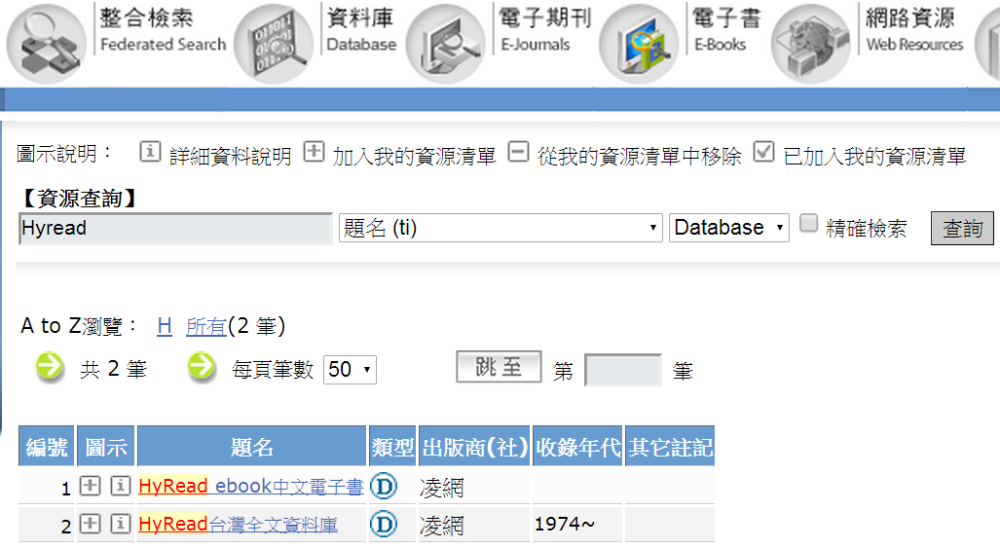 整合檢索 資料庫 電子期刊 電子書 網路資源
Federated Search Database E-Journals E-Books Web Resources
圖示說明： 詳細資料說明 加入我的資源清單 從我的資源清單中移除 已加入我的資源清單
【資源查詢】
Hyread 題名 (ti) Database 精確檢索 查詢
A to Z瀏覽： H 所有(2 筆)
共 2 筆 每頁筆數 50 跳至 第 筆
編號 圖示 題名 類型 出版商(社) 收錄年代 其它註記
1 HyRead ebook中文電子書 D 凌網
2 HyRead台灣全文資料庫 D 凌網 1974~